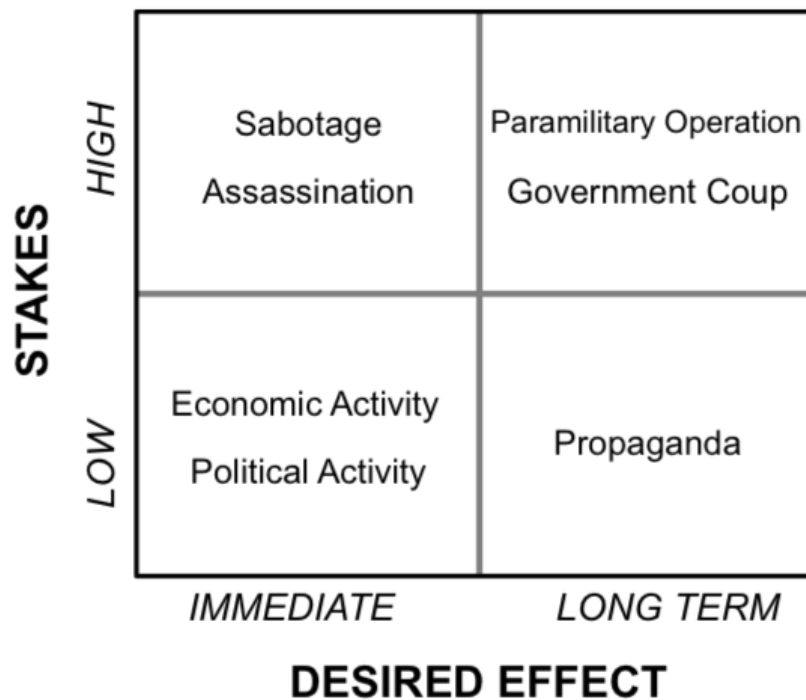 STAKES
HIGH
Sabotage
Assassination
Paramilitary Operation
Government Coup
LOW
Economic Activity
Political Activity
Propaganda
IMMEDIATE
LONG TERM
DESIRED EFFECT